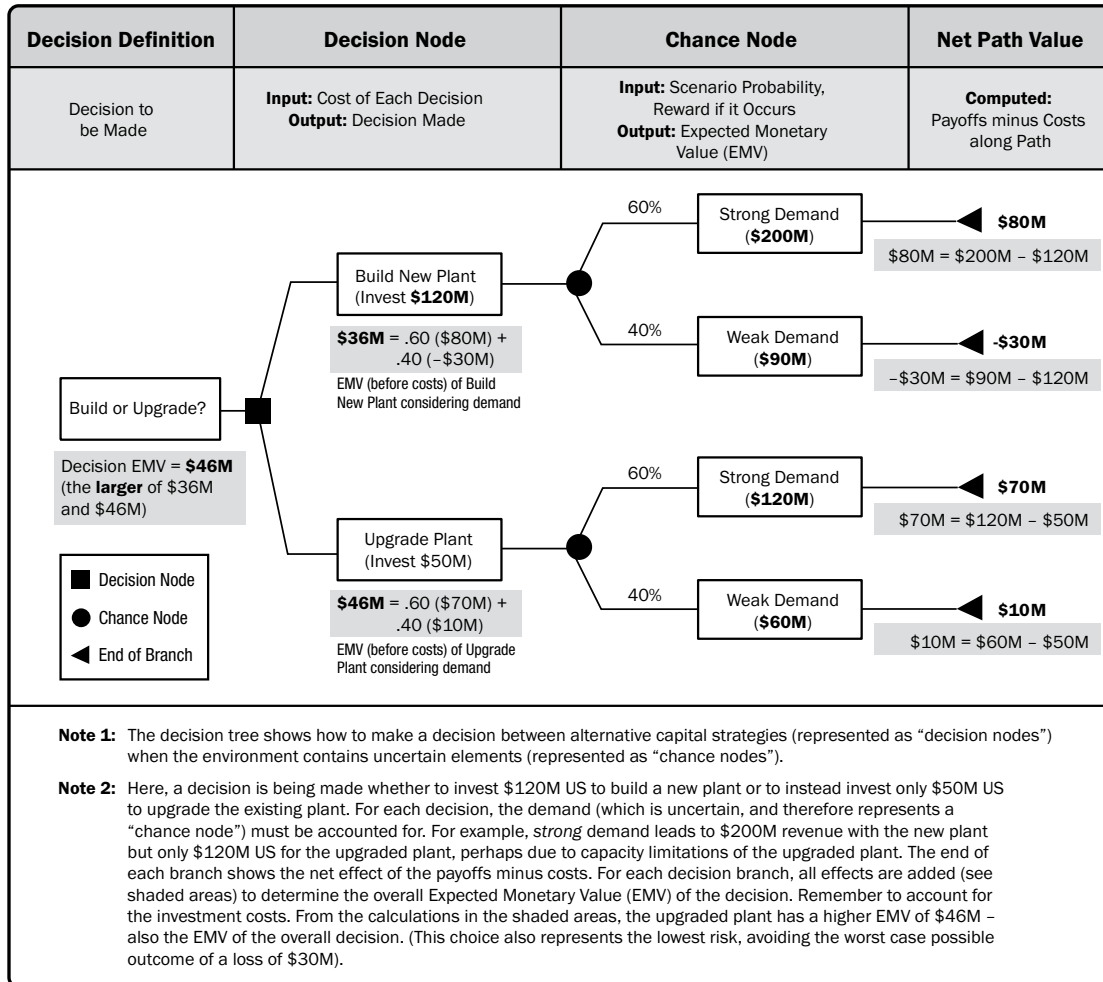 Decision Definition
Decision Node
Chance Node
Net Path Value
Decision to
be Made
Input: Cost of Each Decision
Output: Decision Made
Input: Scenario Probability,
Reward if it Occurs
Output: Expected Monetary
Value (EMV)
Computed:
Payoffs minus Costs
along Path
Build or Upgrade?
Decision EMV = $46M
(the larger of $36M
and $46M)
Build New Plant
(Invest $120M)
$36M = .60 ($80M) +
.40 (–$30M)
EMV (before costs) of Build
New Plant considering demand
60%
Strong Demand
($200M)
$80M
$80M = $200M – $120M
40%
Weak Demand
($90M)
-$30M
–$30M = $90M – $120M
Upgrade Plant
(Invest $50M)
$46M = .60 ($70M) +
.40 ($10M)
EMV (before costs) of Upgrade
Plant considering demand
60%
Strong Demand
($120M)
$70M
$70M = $120M – $50M
40%
Weak Demand
($60M)
$10M
$10M = $60M – $50M
Decision Node
Chance Node
End of Branch
Note 1: The decision tree shows how to make a decision between alternative capital strategies (represented as “decision nodes”)
when the environment contains uncertain elements (represented as “chance nodes”).
Note 2: Here, a decision is being made whether to invest $120M US to build a new plant or to instead invest only $50M US
to upgrade the existing plant. For each decision, the demand (which is uncertain, and therefore represents a
“chance node”) must be accounted for. For example, strong demand leads to $200M revenue with the new plant
but only $120M US for the upgraded plant, perhaps due to capacity limitations of the upgraded plant. The end of
each branch shows the net effect of the payoffs minus costs. For each decision branch, all effects are added (see
shaded areas) to determine the overall Expected Monetary Value (EMV) of the decision. Remember to account for
the investment costs. From the calculations in the shaded areas, the upgraded plant has a higher EMV of $46M –
also the EMV of the overall decision. (This choice also represents the lowest risk, avoiding the worst case possible
outcome of a loss of $30M).